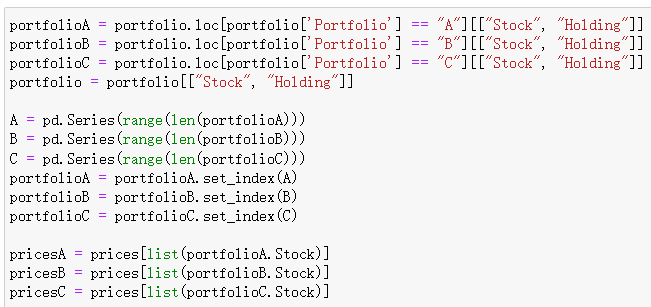 portfolioA = portfolio.loc[portfolio['Portfolio'] == "A"][["Stock", "Holding"]]
portfolioB = portfolio.loc[portfolio['Portfolio'] == "B"][["Stock", "Holding"]]
portfolioC = portfolio.loc[portfolio['Portfolio'] == "C"][["Stock", "Holding"]]
portfolio = portfolio[["Stock", "Holding"]]
A = pd.Series(range(len(portfolioA)))
B = pd.Series(range(len(portfolioB)))
C = pd.Series(range(len(portfolioC)))
portfolioA = portfolioA.set_index(A)
portfolioB = portfolioB.set_index(B)
portfolioC = portfolioC.set_index(C)
pricesA = prices[list(portfolioA.Stock)]
pricesB = prices[list(portfolioB.Stock)]
pricesC = prices[list(portfolioC.Stock)]